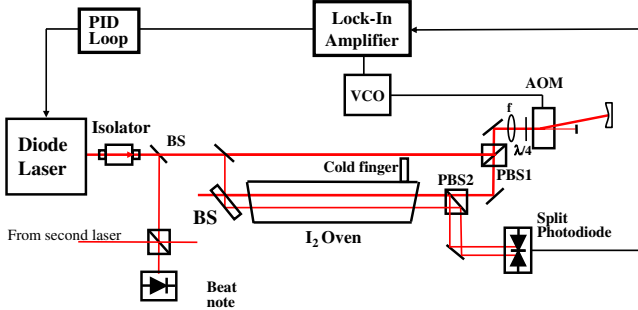 PID
Loop
Lock-In
Amplifier
VCO
AOM
f
λ/4
Diode
Laser
Isolator
BS
PBS1
Cold finger
PBS2
BS
I2 Oven
Split
Photodiode
From second laser
Beat
note